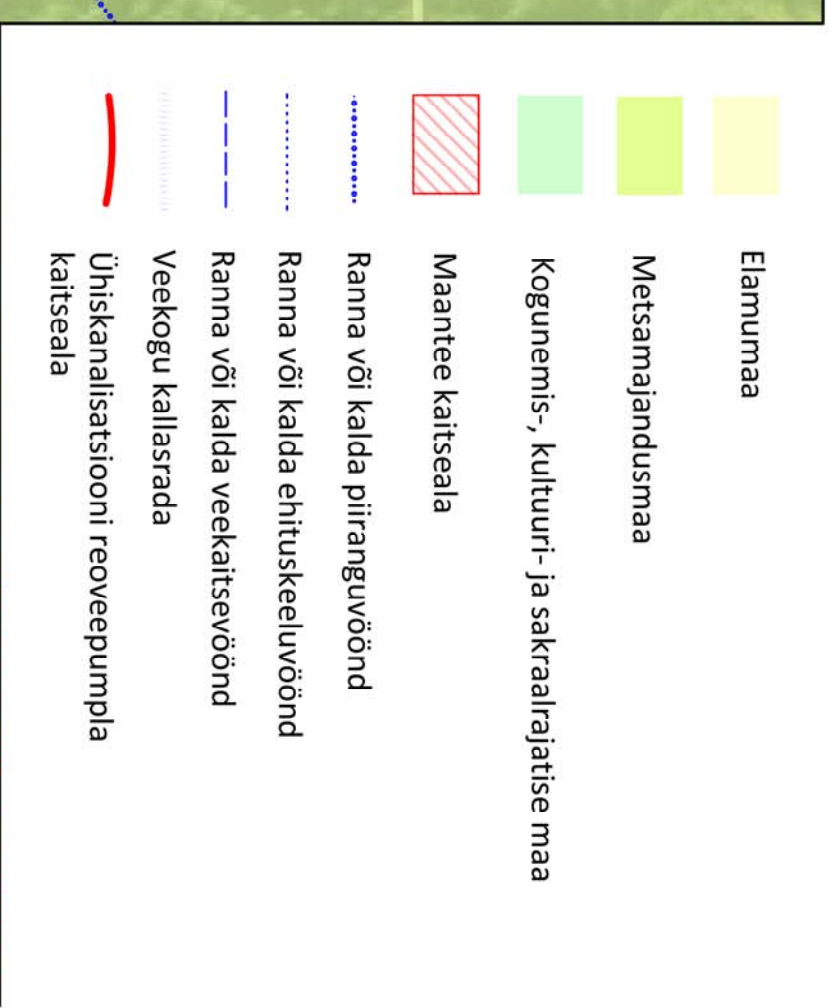 Elamumaa
Metsamajandusmaa
Kogunemis-, kultuuri- ja sakraalrajatise maa
Maantee kaitseala
Ranna või kalda piiranguvöönd
Ranna või kalda ehituskeeluvöönd
Ranna või kalda veekaitsevöönd
Veekogu kallasrada
Ühiskanalisatsiooni reoveepumpla
kaitseala